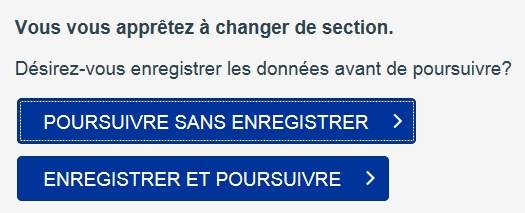 Vous vous apprêtez à changer de section.
Désirez-vous enregistrer les données avant de poursuivre?
POURSUIVRE SANS ENREGISTRER
ENREGISTRER ET POURSUIVRE